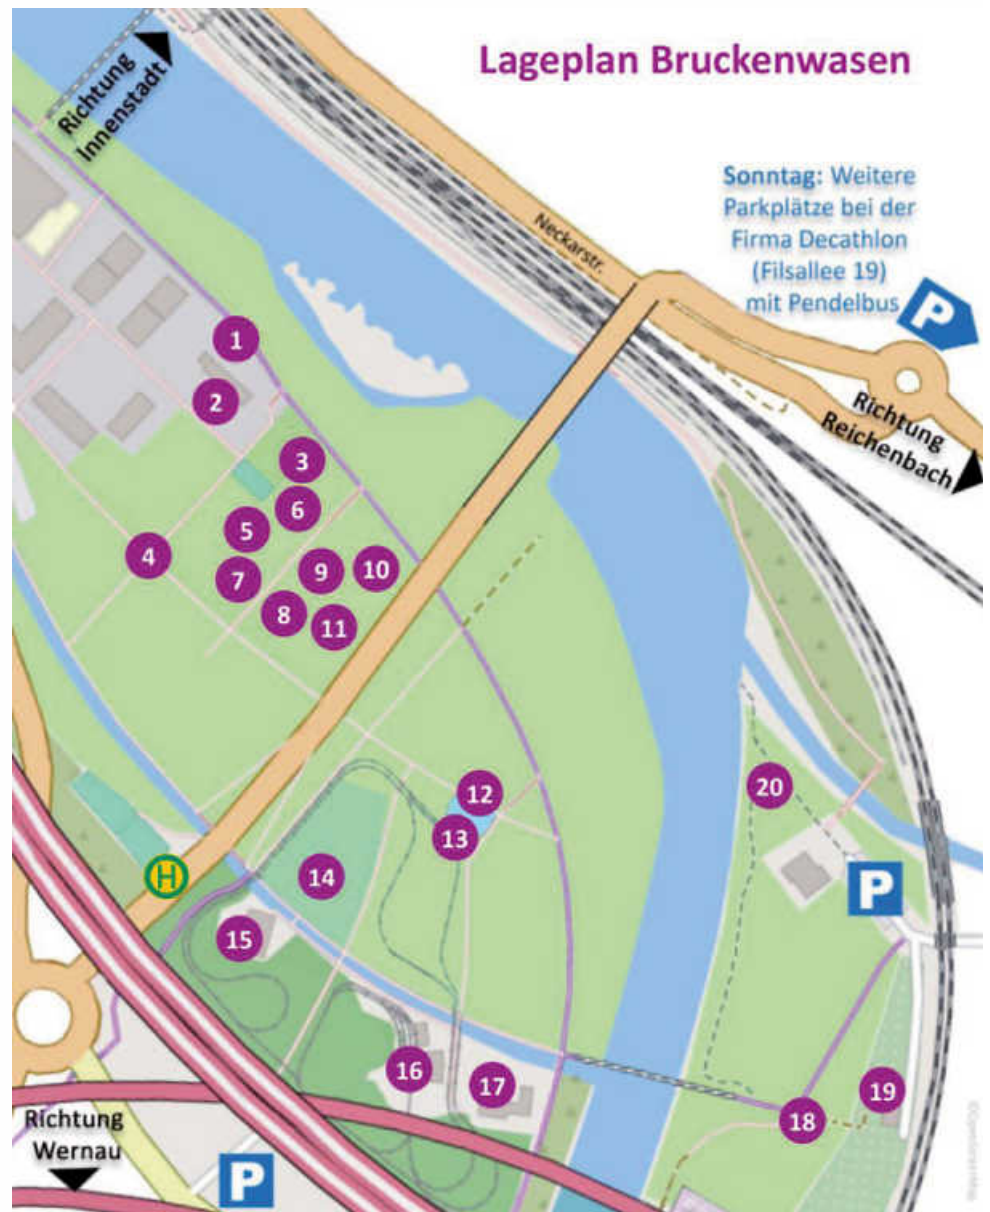 Lageplan Bruckenwasen
Richtung
Innenstadt
Sonntag: Weitere
Parkplätze bei der
Firma Decathlon
(Filsallee 19)
mit Pendelbus
P
Neckarstr.
Richtung
Reichenbach
1
2
3
6
5
4
7
9
10
8
11
12
13
20
H
14
P
15
16
17
19
18
Richtung
Wernau
P
©OpenStreetMap